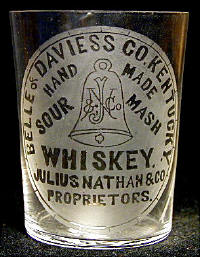 BELLE OF DAVIESS CO. KENTUCKY.
HAND MADE
SOUR MASH
N
J & Co
WHISKEY.
JULIUS NATHAN & CO.
PROPRIETORS.